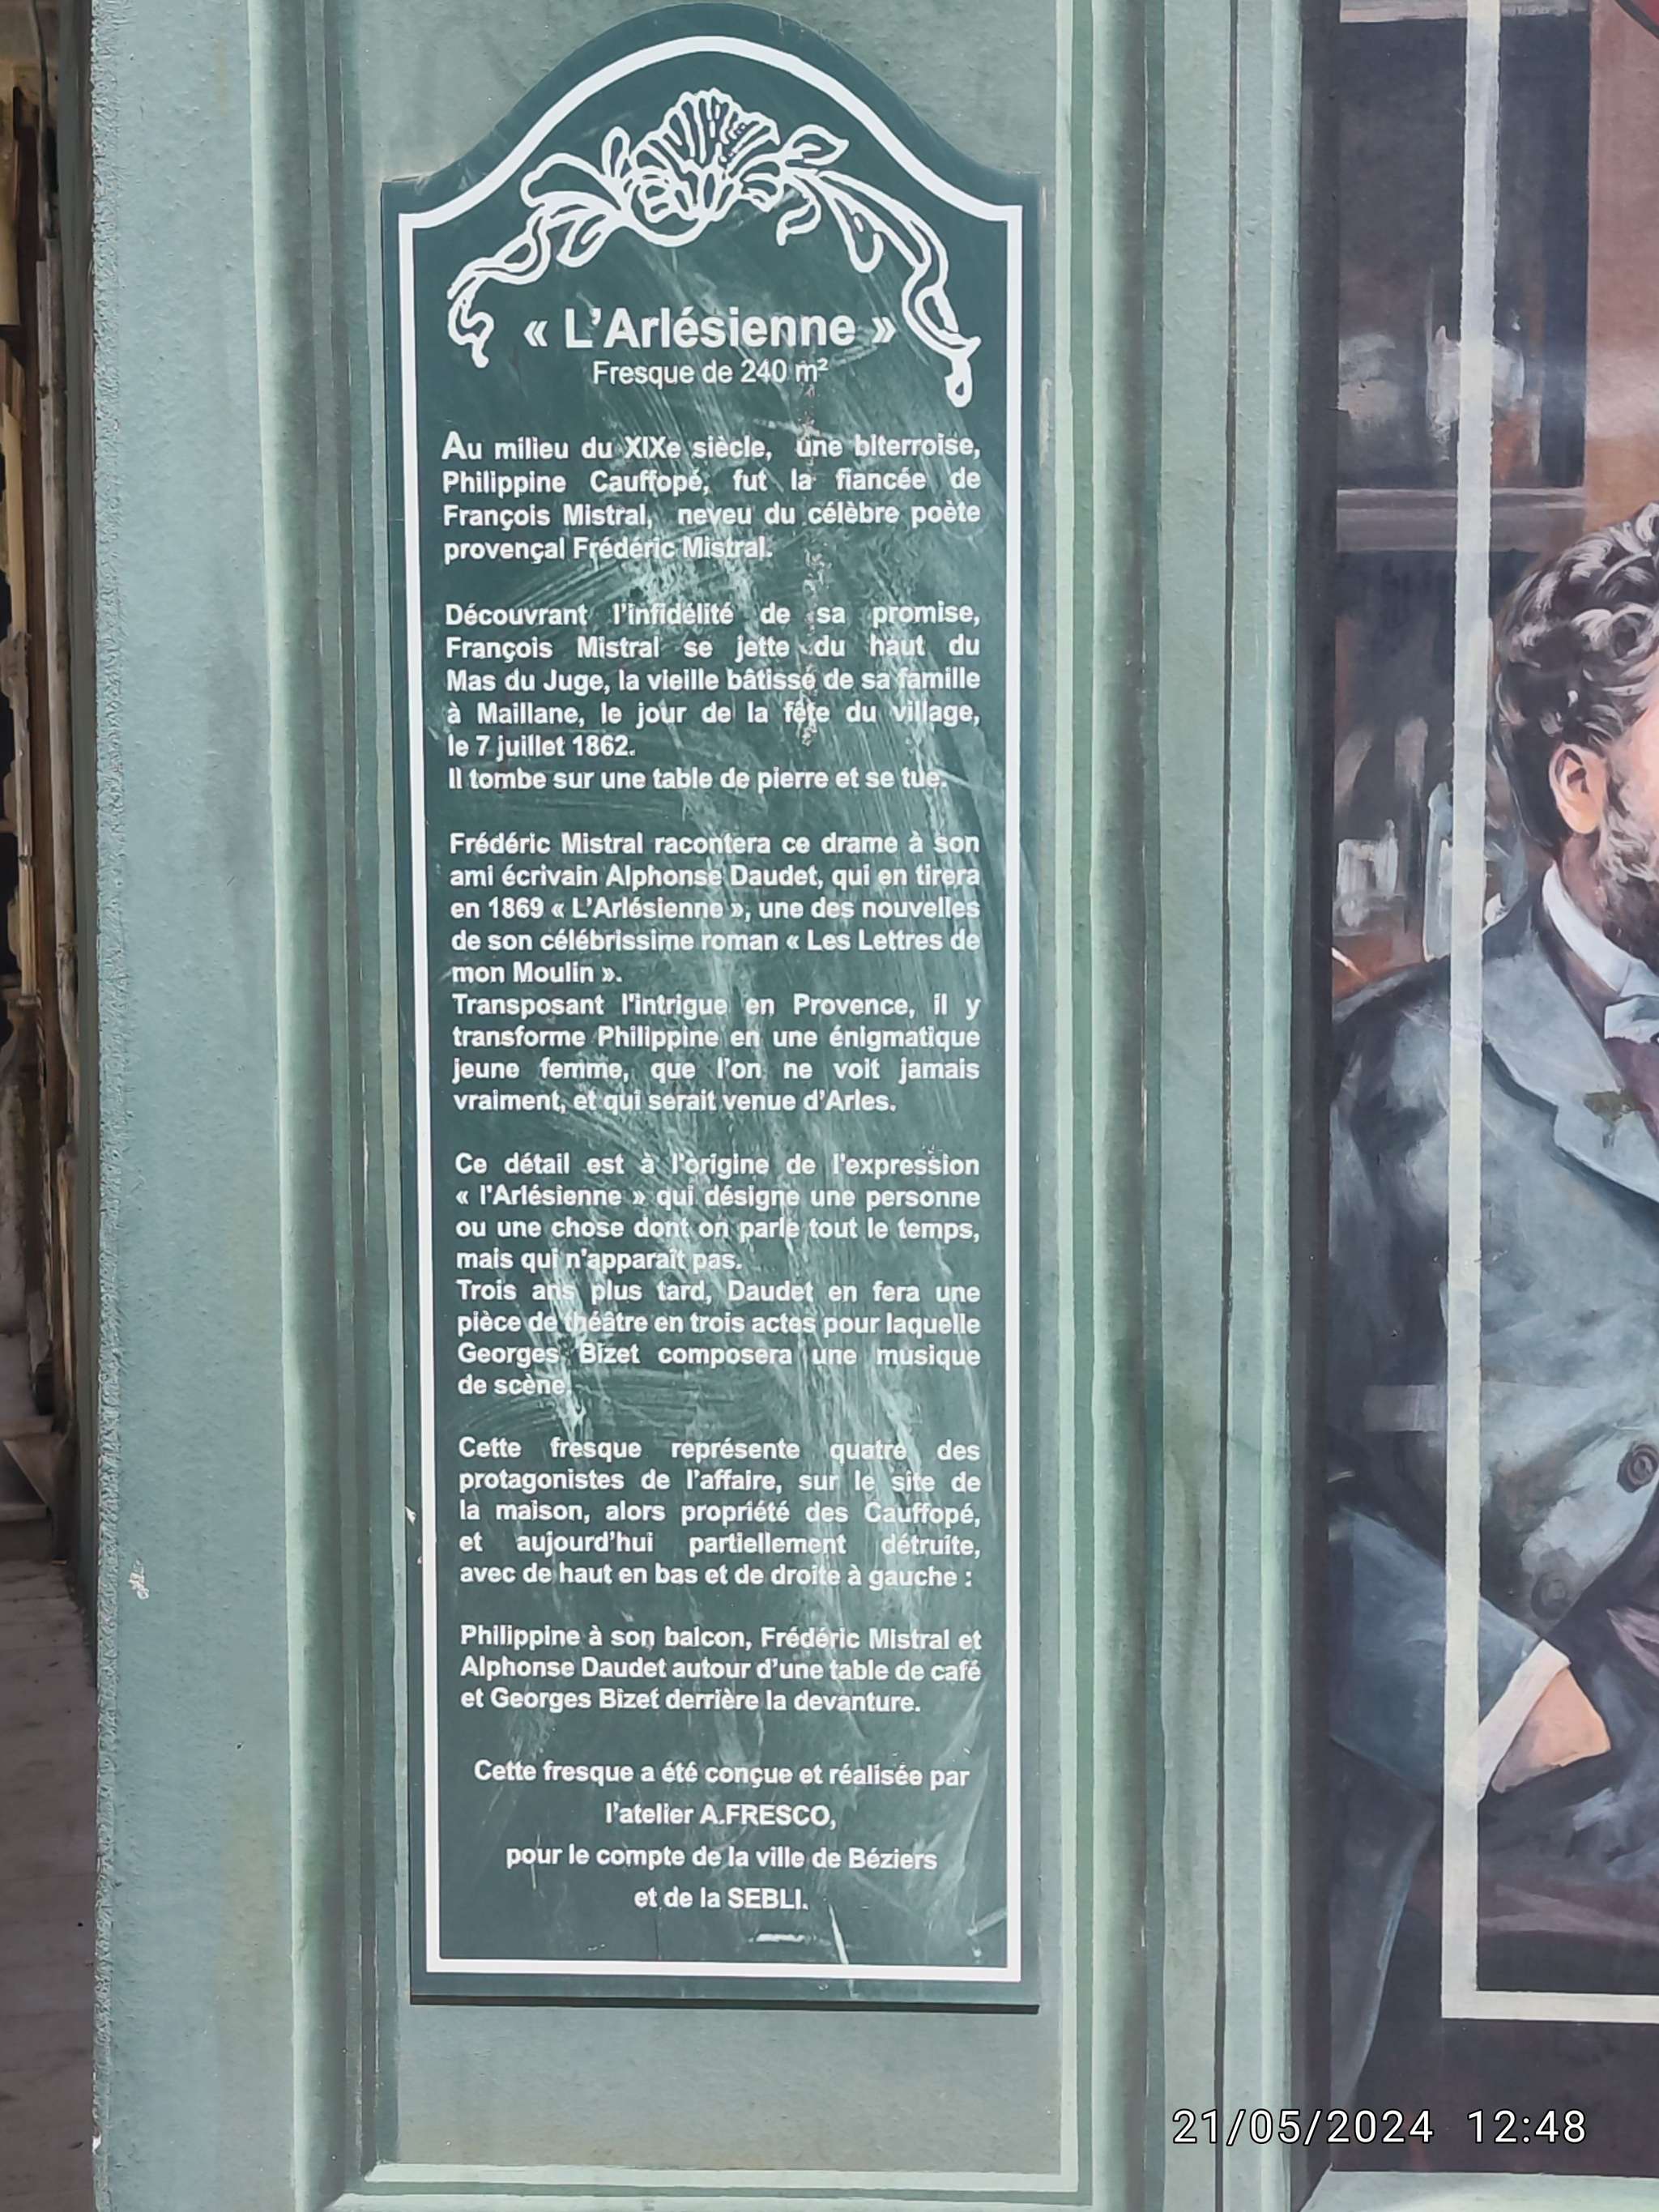 « L'Arlésienne »
Fresque de 240 m²
Au milieu du XIXe siècle, une biterroise,
Philippine Cauffopé, fut la fiancée de
François Mistral, neveu du célèbre poète
provençal Frédéric Mistral.
Découvrant l'infidélité de sa promise,
François Mistral se jette du haut du
Mas du Juge, la vieille bâtisse de sa famille
à Maillane, le jour de la fête du village,
le 7 juillet 1862.
Il tombe sur une table de pierre et se tue.
Frédéric Mistral racontera ce drame à son
ami écrivain Alphonse Daudet, qui en tirera
en 1869 « L'Arlésienne », une des nouvelles
de son célébrissime roman « Les Lettres de
mon Moulin ».
Transposant l'intrigue en Provence, il y
transforme Philippine en une énigmatique
jeune femme, que l'on ne voit jamais
vraiment, et qui serait venue d'Arles.
Ce détail est à l'origine de l'expression
« l'Arlésienne » qui désigne une personne
ou une chose dont on parle tout le temps,
mais qui n'apparaît pas.
Trois ans plus tard, Daudet en fera une
pièce de théâtre en trois actes pour laquelle
Georges Bizet composera une musique
de scène.
Cette fresque représente quatre des
protagonistes de l'affaire, sur le site de
la maison, alors propriété des Cauffopé,
et aujourd'hui partiellement détruite,
avec de haut en bas et de droite à gauche :
Philippine à son balcon, Frédéric Mistral et
Alphonse Daudet autour d'une table de café
et Georges Bizet derrière la devanture.
Cette fresque a été conçue et réalisée par
l'atelier A.FRESCO,
pour le compte de la ville de Béziers
et de la SEBLI.
21/05/2024 12:48